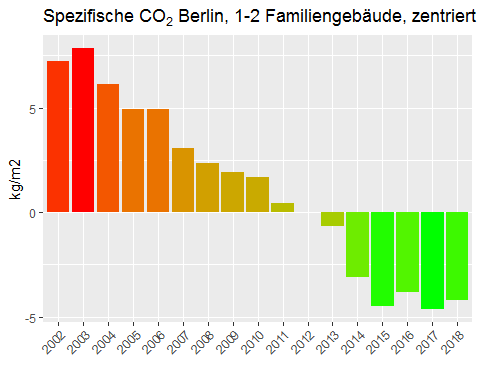 Spezifische CO₂ Berlin, 1-2 Familiengebäude, zentriert
kg/m2
5
0
-5
2002 2003 2004 2005 2006 2007 2008 2009 2010 2011 2012 2013 2014 2015 2016 2017 2018